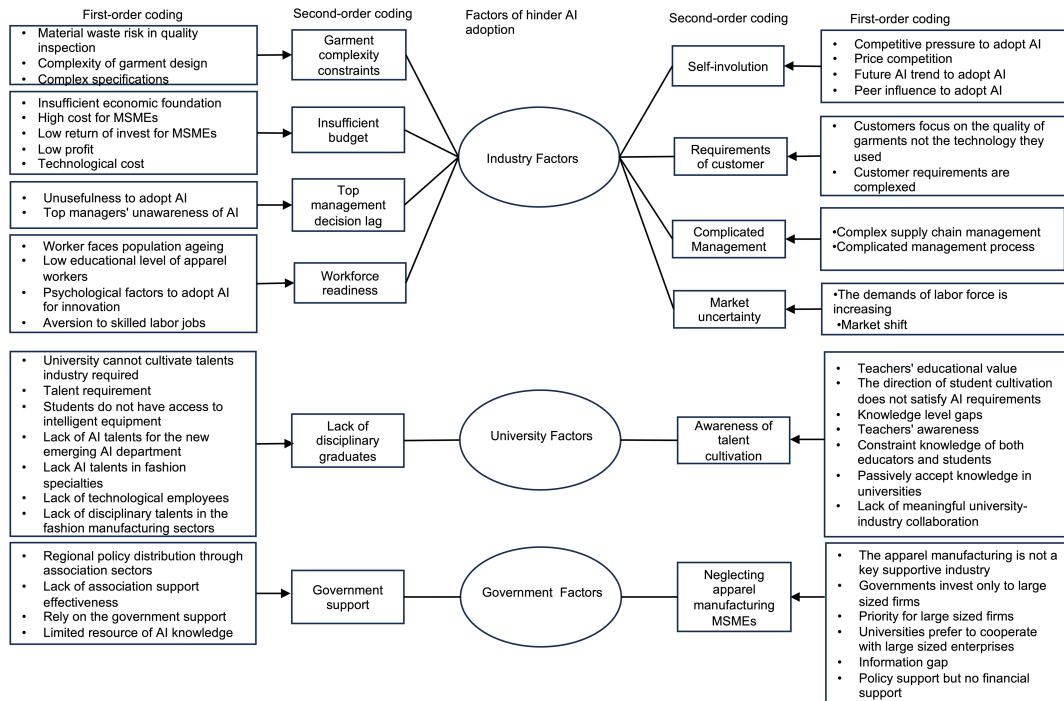 First-order coding
Second-order coding
Factors of hinder AI
adoption
Second-order coding
First-order coding
• Material waste risk in quality
inspection
• Complexity of garment design
• Complex specifications
Garment
complexity
constraints
• Insufficient economic foundation
• High cost for MSMEs
• Low return of invest for MSMEs
• Low profit
• Technological cost
Insufficient
budget
• Unusefulness to adopt AI
• Top managers' unawareness of AI
Top
management
decision lag
• Worker faces population ageing
• Low educational level of apparel
workers
• Psychological factors to adopt AI
for innovation
• Aversion to skilled labor jobs
Workforce
readiness
Industry Factors
Self-involution
• Competitive pressure to adopt AI
• Price competition
• Future AI trend to adopt AI
• Peer influence to adopt AI
Requirements
of customer
• Customers focus on the quality of
garments not the technology they
used
• Customer requirements are
complexed
Complicated
Management
•Complex supply chain management
•Complicated management process
Market
uncertainty
•The demands of labor force is
increasing
•Market shift
• University cannot cultivate talents
industry required
• Talent requirement
• Students do not have access to
intelligent equipment
• Lack of AI talents for the new
emerging AI department
• Lack AI talents in fashion
specialties
• Lack of technological employees
• Lack of disciplinary talents in the
fashion manufacturing sectors
Lack of
disciplinary
graduates
University Factors
Awareness of
talent
cultivation
• Teachers' educational value
• The direction of student cultivation
does not satisfy AI requirements
• Knowledge level gaps
• Teachers' awareness
• Constraint knowledge of both
educators and students
• Passively accept knowledge in
universities
• Lack of meaningful university-
industry collaboration
• Regional policy distribution through
association sectors
• Lack of association support
effectiveness
• Rely on the government support
• Limited resource of AI knowledge
Government
support
Government Factors
Neglecting
apparel
manufacturing
MSMEs
• The apparel manufacturing is not a
key supportive industry
• Governments invest only to large
sized firms
• Priority for large sized firms
• Universities prefer to cooperate
with large sized enterprises
• Information gap
• Policy support but no financial
support